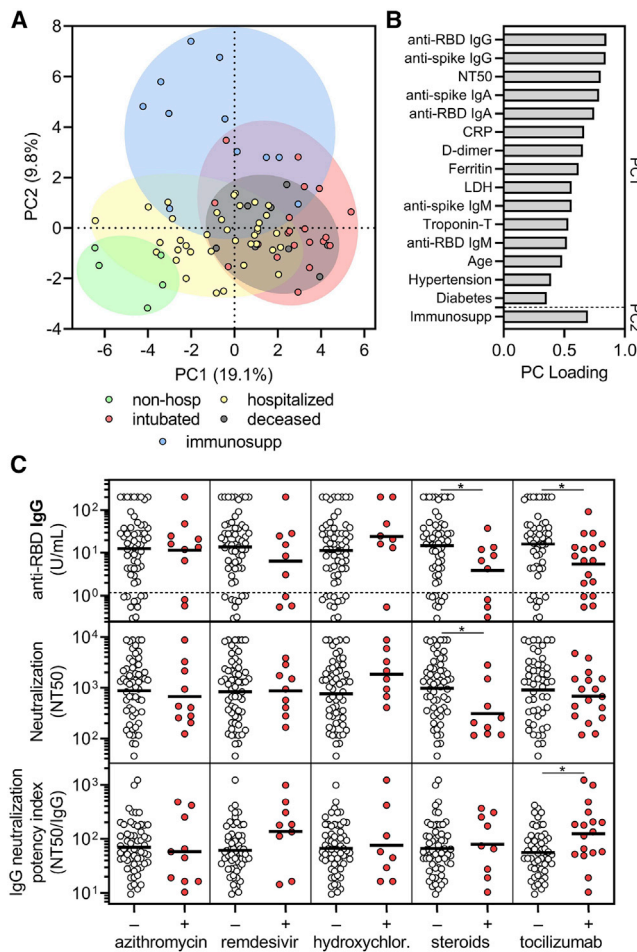 A
8
6
4
2
0
-2
-4
PC2 (9.8%)
-6 -4 -2 0 2 4 6
PC1 (19.1%)
non-hosp hospitalized
intubated deceased
immunosupp
B
anti-RBD IgG
anti-spike IgG
NT50
anti-spike IgA
anti-RBD IgA
CRP
D-dimer
Ferritin
LDH
anti-spike IgM
Troponin-T
anti-RBD IgM
Age
Hypertension
Diabetes
Immunosupp
PC1
PC2
0.0 0.5 1.0
PC Loading
C
anti-RBD IgG
(U/mL)
10²
10¹
10⁰
* *
Neutralization
(NT50)
10⁴
10³
10²
*
IgG neutralization
potency index
(NT50/IgG)
10³
10²
10¹
*
– + – + – + – + – +
azithromycin remdesivir hydroxychlor. steroids tocilizumab